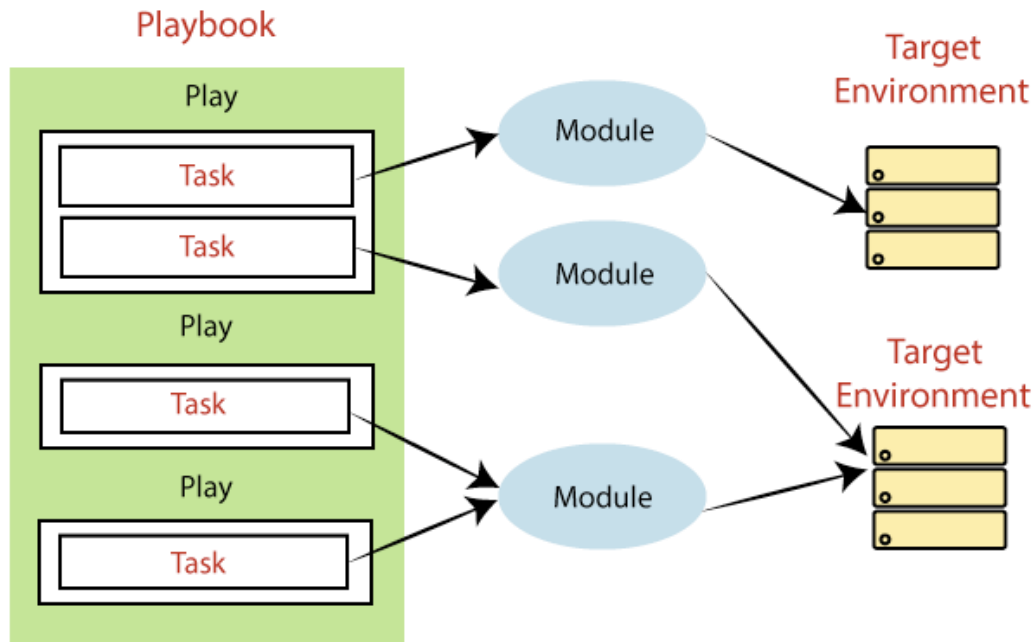 Playbook
Play
Task
Task
Play
Task
Play
Task
Module
Module
Module
Target
Environment
Target
Environment